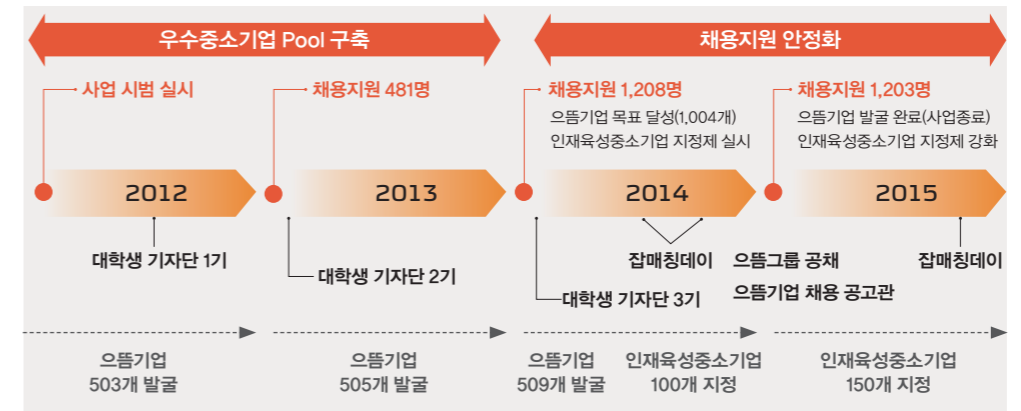 우수중소기업 Pool 구축
채용지원 안정화
사업 시범 실시
채용지원 481명
채용지원 1,208명
으뜸기업 목표 달성(1,004개)
인재육성중소기업 지정제 실시
채용지원 1,203명
으뜸기업 발굴 완료(사업종료)
인재육성중소기업 지정제 강화
2012
2013
2014
2015
대학생 기자단 1기
대학생 기자단 2기
대학생 기자단 3기
잡매칭데이
으뜸그룹 공채
으뜸기업 채용 공고관
잡매칭데이
으뜸기업
503개 발굴
으뜸기업
505개 발굴
으뜸기업
509개 발굴
인재육성중소기업
100개 지정
인재육성중소기업
150개 지정